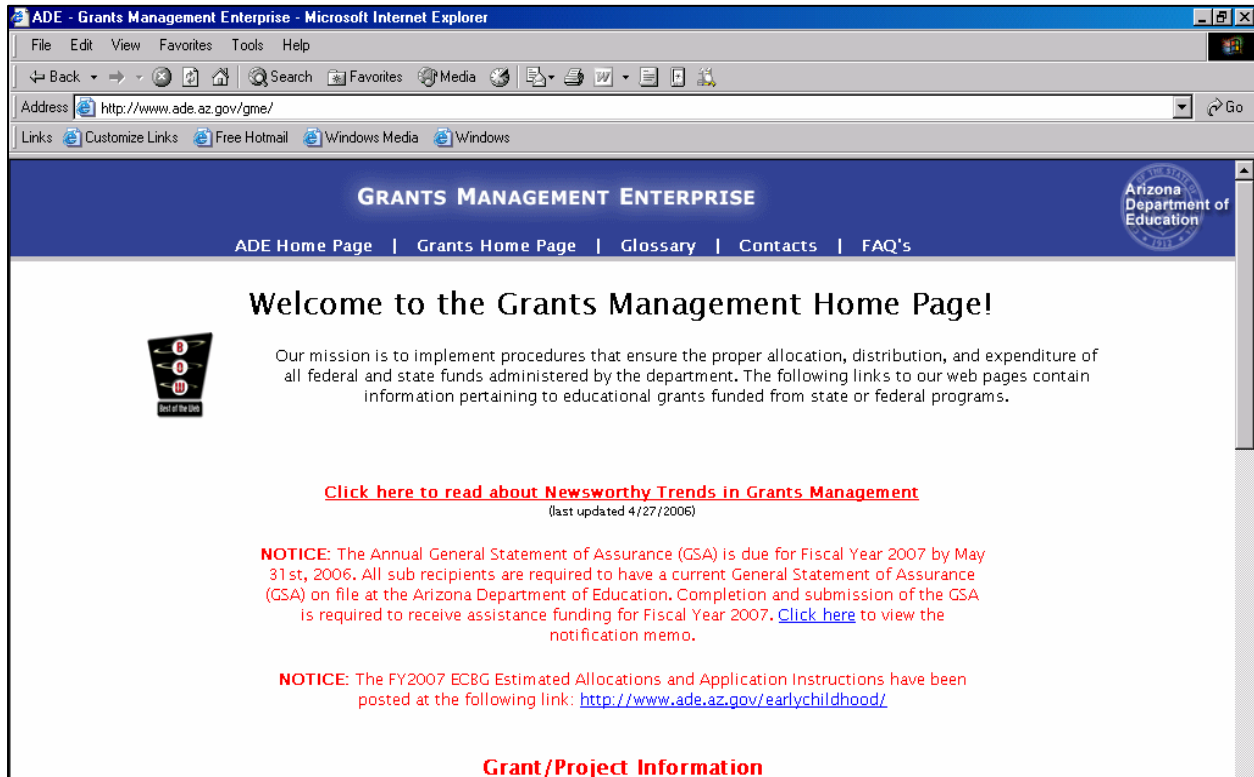 ADE - Grants Management Enterprise - Microsoft Internet Explorer
File Edit View Favorites Tools Help
Back Search Favorites Media
Address http://www.ade.az.gov/gme/ Go
Links Customize Links Free Hotmail Windows Media Windows
GRANTS MANAGEMENT ENTERPRISE
Arizona
Department of
Education
1912
ADE Home Page | Grants Home Page | Glossary | Contacts | FAQ's
Welcome to the Grants Management Home Page!
BOW
Best of the Web
Our mission is to implement procedures that ensure the proper allocation, distribution, and expenditure of
all federal and state funds administered by the department. The following links to our web pages contain
information pertaining to educational grants funded from state or federal programs.
Click here to read about Newsworthy Trends in Grants Management
(last updated 4/27/2006)
NOTICE: The Annual General Statement of Assurance (GSA) is due for Fiscal Year 2007 by May
31st, 2006. All sub recipients are required to have a current General Statement of Assurance
(GSA) on file at the Arizona Department of Education. Completion and submission of the GSA
is required to receive assistance funding for Fiscal Year 2007. Click here to view the
notification memo.
NOTICE: The FY2007 ECBG Estimated Allocations and Application Instructions have been
posted at the following link: http://www.ade.az.gov/earlychildhood/
Grant/Project Information